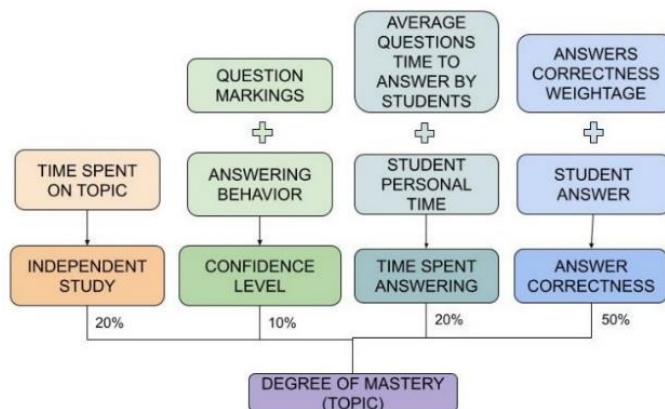 AVERAGE
QUESTIONS
TIME TO
ANSWER BY
STUDENTS
QUESTION
MARKINGS
ANSWERS
CORRECTNESS
WEIGHTAGE
TIME SPENT
ON TOPIC
ANSWERING
BEHAVIOR
STUDENT
PERSONAL
TIME
STUDENT
ANSWER
INDEPENDENT
STUDY
CONFIDENCE
LEVEL
TIME SPENT
ANSWERING
ANSWER
CORRECTNESS
20%
10%
20%
50%
DEGREE OF MASTERY
(TOPIC)